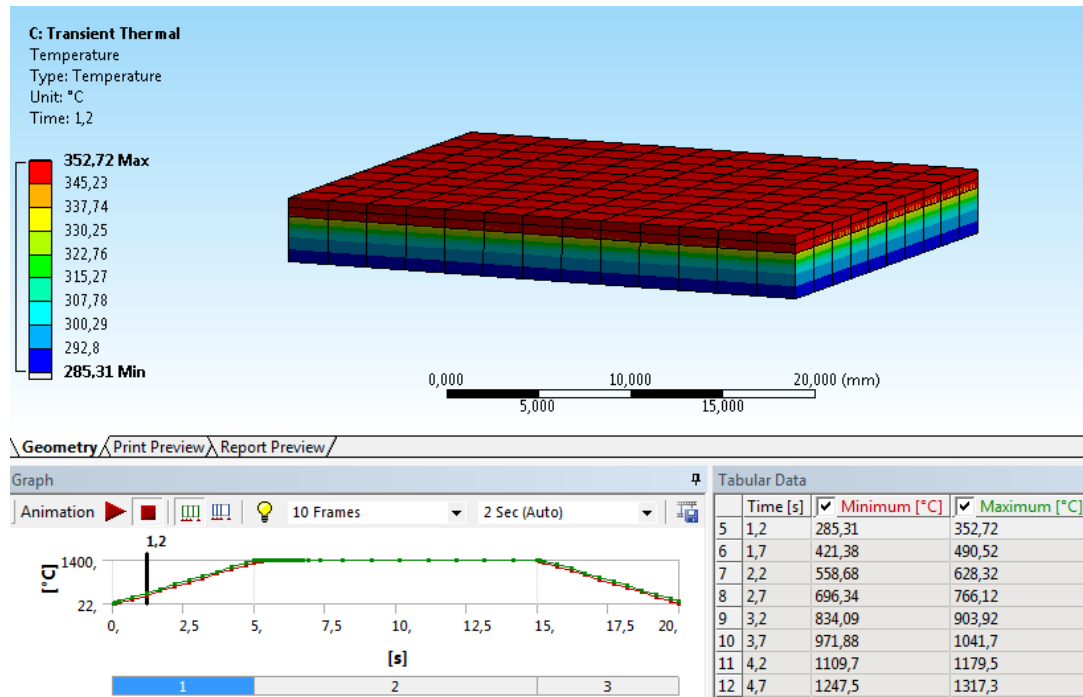 C: Transient Thermal
Temperature
Type: Temperature
Unit: °C
Time: 1,2
352,72 Max
345,23
337,74
330,25
322,76
315,27
307,78
300,29
292,8
285,31 Min
0,000 10,000 20,000 (mm)
5,000 15,000
Geometry Print Preview Report Preview
Graph
Animation 10 Frames 2 Sec (Auto)
1,2
1400,
[°C]
22,
0, 2,5 5, 7,5 10, 12,5 15, 17,5 20,
[s]
1 2 3
Tabular Data
Time [s] Minimum [°C] Maximum [°C]
5 1,2 285,31 352,72
6 1,7 421,38 490,52
7 2,2 558,68 628,32
8 2,7 696,34 766,12
9 3,2 834,09 903,92
10 3,7 971,88 1041,7
11 4,2 1109,7 1179,5
12 4,7 1247,5 1317,3